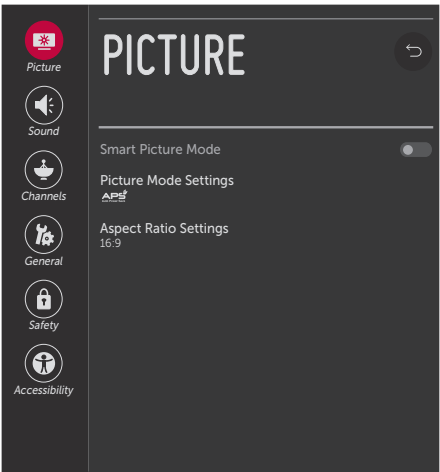 PICTURE
Picture
Sound
Channels
General
Safety
Accessibility
Smart Picture Mode
Picture Mode Settings
APS
Aspect Ratio Settings
16:9